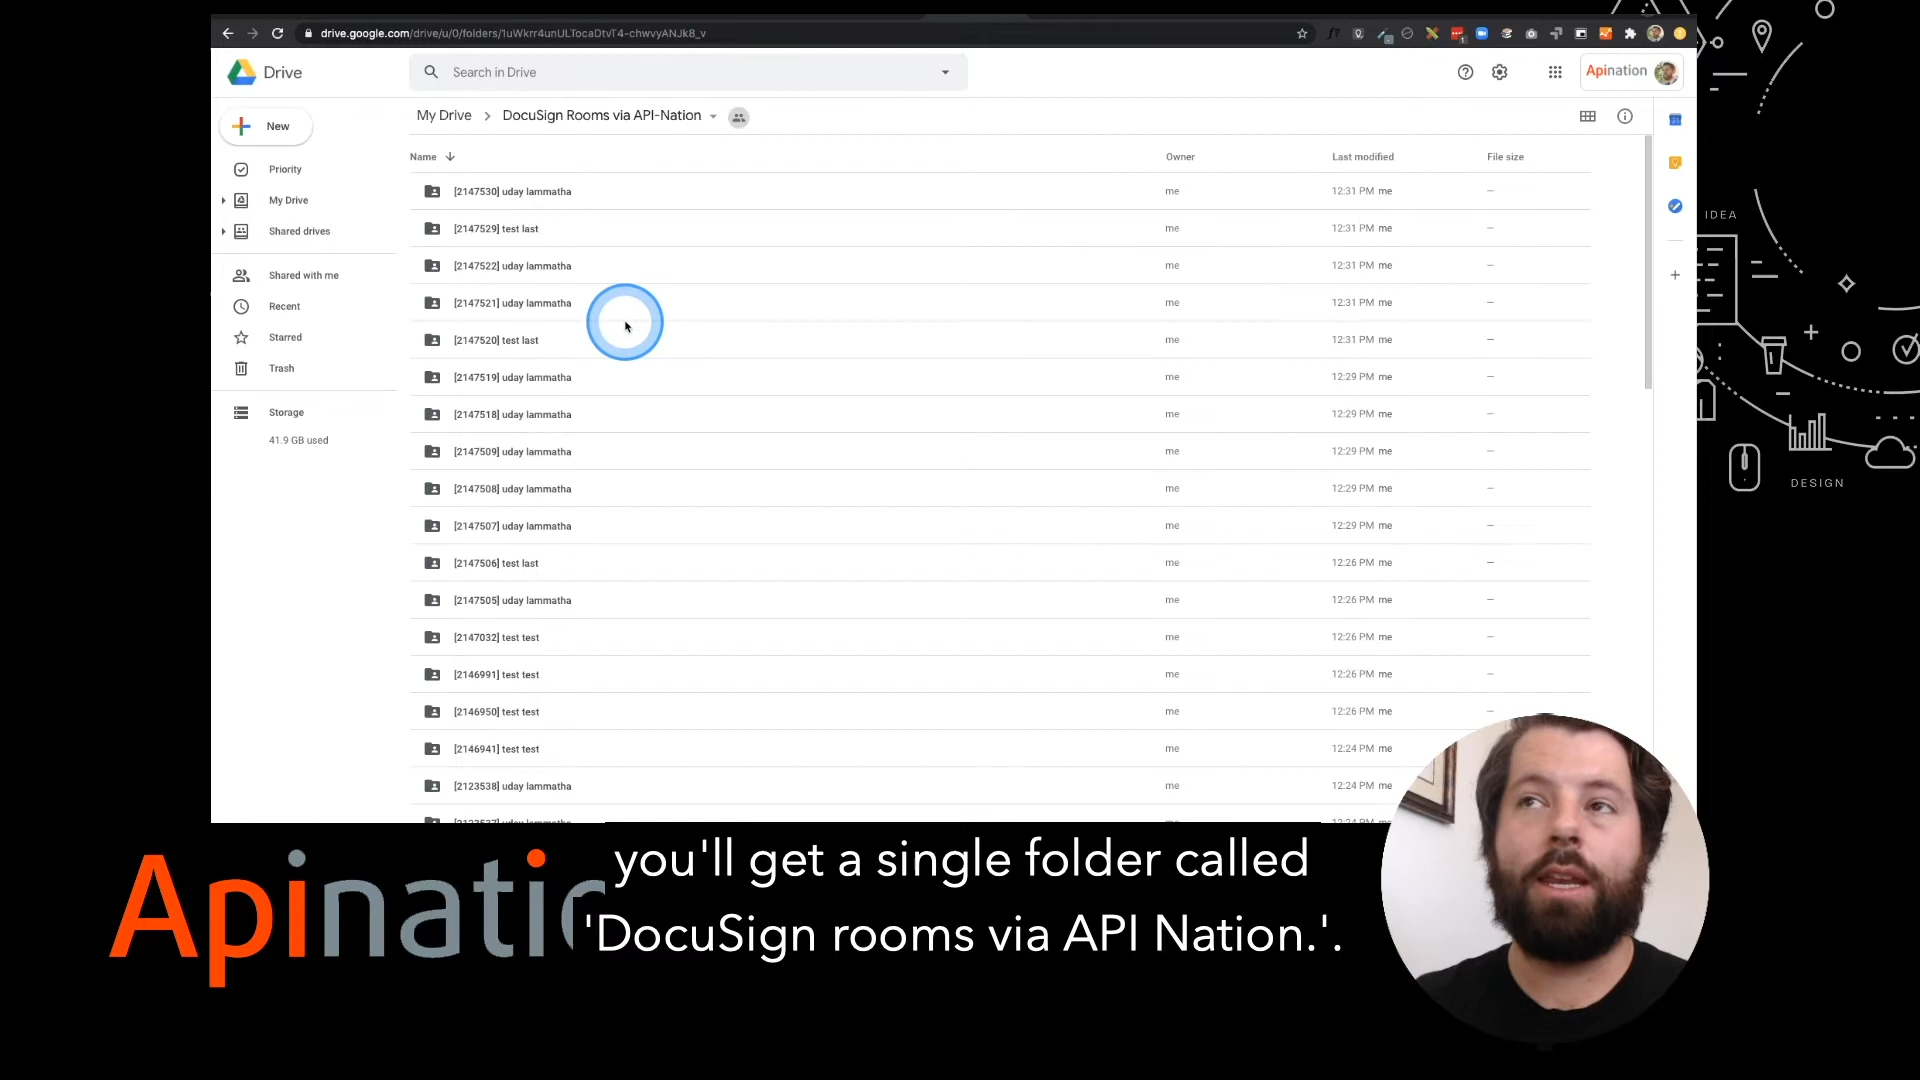 drive.google.com/drive/u/0/folders/1uWkrr4unULTocaDtvT4-chwvyANJk8_v
Drive
Search in Drive
Apination
New
My Drive
DocuSign Rooms via API-Nation
Name
Owner
Last modified
File size
Priority
My Drive
Shared drives
Shared with me
Recent
Starred
Trash
Storage
41.9 GB used
[2147530] uday lammatha me 12:31 PM me –
[2147529] test last me 12:31 PM me –
[2147522] uday lammatha me 12:31 PM me –
[2147521] uday lammatha me 12:31 PM me –
[2147520] test last me 12:31 PM me –
[2147519] uday lammatha me 12:29 PM me –
[2147518] uday lammatha me 12:29 PM me –
[2147509] uday lammatha me 12:29 PM me –
[2147508] uday lammatha me 12:29 PM me –
[2147507] uday lammatha me 12:29 PM me –
[2147506] test last me 12:26 PM me –
[2147505] uday lammatha me 12:26 PM me –
[2147032] test test me 12:26 PM me –
[2146991] test test me 12:26 PM me –
[2146950] test test me 12:26 PM me –
[2146941] test test me 12:24 PM me
[2123538] uday lammatha me 12:24 PM me
IDEA
DESIGN
Apinatio
you'll get a single folder called
'DocuSign rooms via API Nation.'.